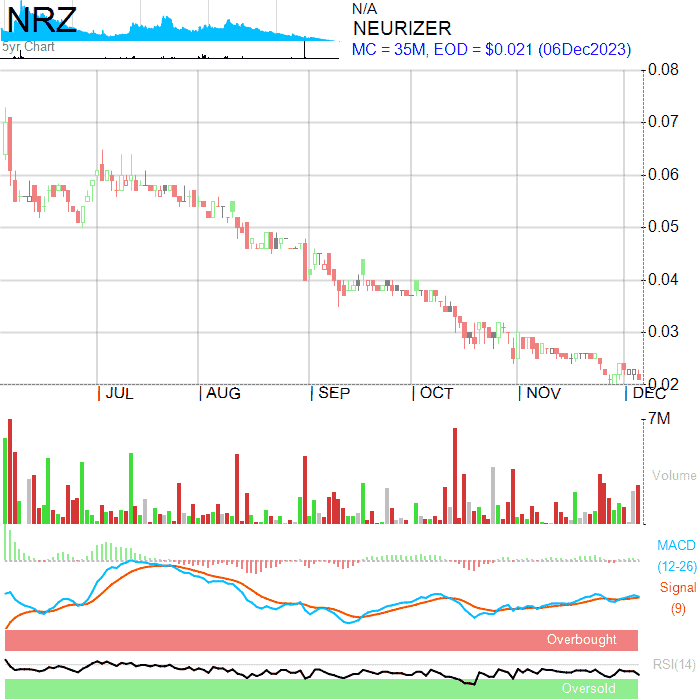 NRZ
5yr Chart
N/A
NEURIZER
MC = 35M, EOD = $0.021 (06Dec2023)
0.08
0.07
0.06
0.05
0.04
0.03
0.02
JUL AUG SEP OCT NOV DEC
7M
Volume
MACD
(12-26)
Signal
(9)
Overbought
RSI(14)
Oversold